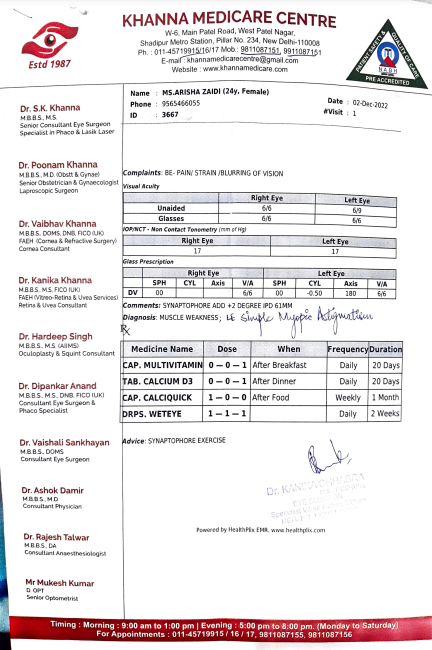 Estd 1987
KHANNA MEDICARE CENTRE
W-6, Main Patel Road, West Patel Nagar,
Shadipur Metro Station, Pillar No. 234, New Delhi-110008
Ph. : 011-45719915/16/17 Mob.: 9811087151, 9911087151
E-mail : khannamedicarecentre@gmail.com
Website : www.khannamedicare.com
PATIENT SAFETY & QUALITY OF CARE
NABH
PRE ACCREDITED
Name : MS.ARISHA ZAIDI (24y, Female)
Phone : 9565466055
ID : 3667
Date : 02-Dec-2022
#Visit : 1
Dr. S.K. Khanna
M.B.B.S., M.S.
Senior Consultant Eye Surgeon
Specialist in Phaco & Lasik Laser
Dr. Poonam Khanna
M.B.B.S., M.D. (Obstt & Gynae)
Senior Obstetrician & Gynaecologist
Laproscopic Surgeon
Dr. Vaibhav Khanna
M.B.B.S., DOMS, DNB, FICO (UK)
FAEH (Cornea & Refractive Surgery)
Cornea Consultant
Dr. Kanika Khanna
M.B.B.S., M.S. FICO (UK)
FAEH (Vitreo-Retina & Uvea Services)
Retina & Uvea Consultant
Dr. Hardeep Singh
M.B.B.S., M.S. (AIIMS)
Oculoplasty & Squint Consultant
Dr. Dipankar Anand
M.B.B.S., M.S., DNB, FICO (UK)
Consultant Eye Surgeon &
Phaco Specialist
Dr. Vaishali Sankhayan
M.B.B.S., DOMS
Consultant Eye Surgeon
Dr. Ashok Damir
M.B.B.S., M.D
Consultant Physician
Dr. Rajesh Talwar
M.B.B.S., DA
Consultant Anaesthesiologist
Mr Mukesh Kumar
D. OPT
Senior Optometrist
Complaints: BE- PAIN/ STRAIN /BLURRING OF VISION
Visual Acuity
Right Eye Left Eye
Unaided 6/6 6/9
Glasses 6/6 6/6
IOP/NCT - Non Contact Tonometry (mm of Hg)
Right Eye Left Eye
17 17
Glass Prescription
Right Eye Left Eye
SPH CYL Axis V/A SPH CYL Axis V/A
DV 00 6/6 00 -0.50 180 6/6
Comments: SYNAPTOPHORE ADD +2 DEGREE IPD 61MM
Diagnosis: MUSCLE WEAKNESS; LE Simple Myopic Astigmatism
Rx
Medicine Name Dose When Frequency Duration
CAP. MULTIVITAMIN 0 — 0 — 1 After Breakfast Daily 20 Days
TAB. CALCIUM D3 0 — 0 — 1 After Dinner Daily 20 Days
CAP. CALCIQUICK 1 — 0 — 0 After Food Weekly 1 Month
DRPS. WETEYE 1 — 1 — 1 Daily 2 Weeks
Advice: SYNAPTOPHORE EXERCISE
Dr. KANIKA CHHABRA
Powered by HealthPlix EMR. www.healthplix.com
Timing : Morning : 9:00 am to 1:00 pm | Evening : 5:00 pm to 8:00 pm. (Monday to Saturday)
For Appointments : 011-45719915 / 16 / 17, 9811087155, 9811087156